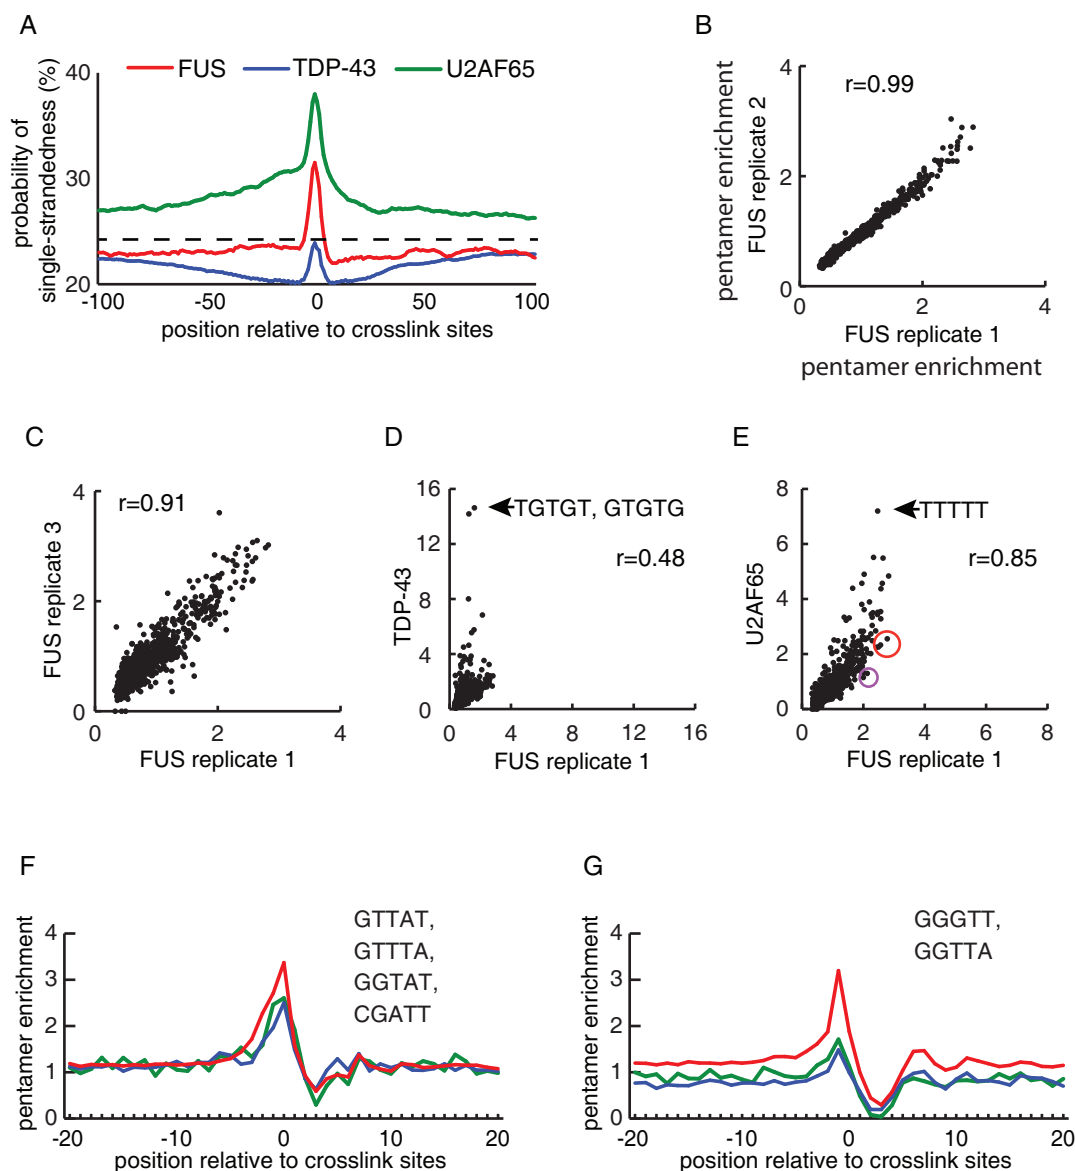 A
FUS TDP-43 U2AF65
probability of
single-strandedness (%)
40
30
20
-100 -50 0 50 100
position relative to crosslink sites
B
r=0.99
pentamer enrichment
FUS replicate 2
4
2
0
0 2 4
FUS replicate 1
pentamer enrichment
C
r=0.91
FUS replicate 3
4
2
0
0 2 4
FUS replicate 1
D
TGTGT, GTGTG
r=0.48
TDP-43
16
12
8
4
0
0 4 8 12 16
FUS replicate 1
E
TTTTT
r=0.85
U2AF65
8
6
4
2
0
0 2 4 6 8
FUS replicate 1
F
GTTAT,
GTTTA,
GGTAT,
CGATT
pentamer enrichment
4
3
2
1
0
-20 -10 0 10 20
position relative to crosslink sites
G
GGGTT,
GGTTA
pentamer enrichment
4
3
2
1
0
-20 -10 0 10 20
position relative to crosslink sites